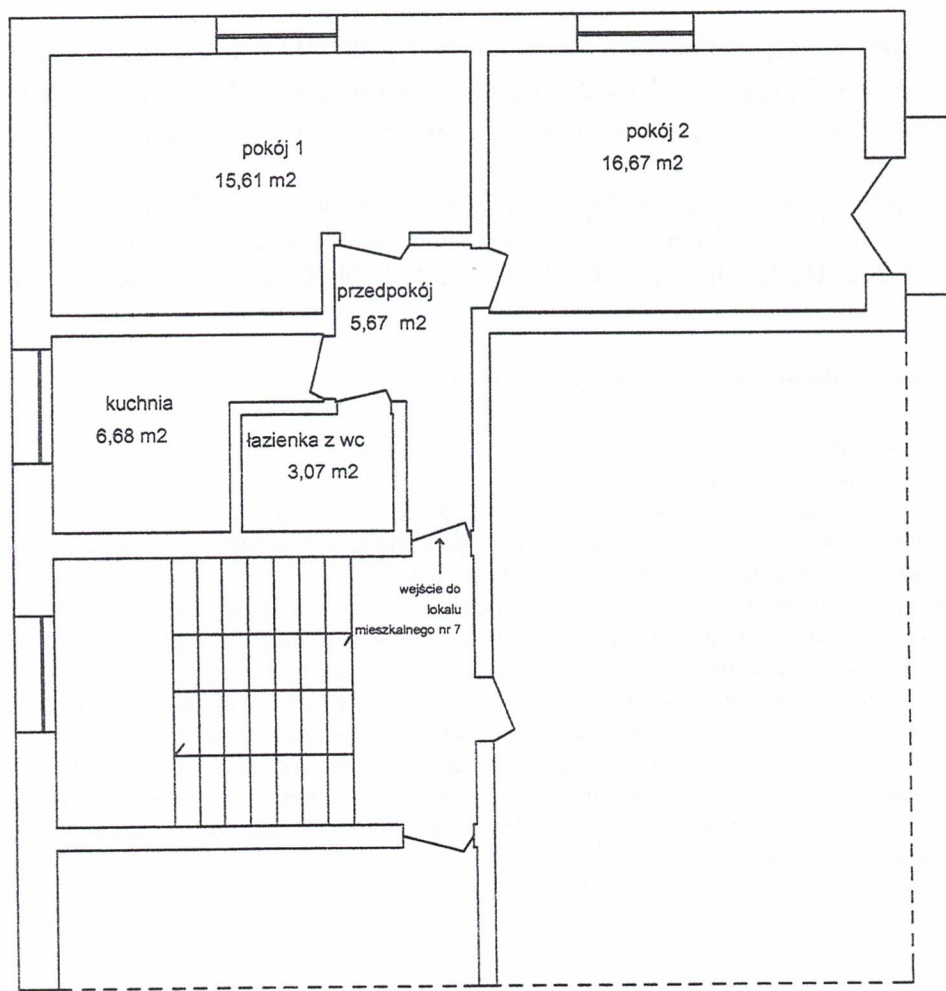 pokój 1
15,61 m2
pokój 2
16,67 m2
przedpokój
5,67 m2
kuchnia
6,68 m2
łazienka z wc
3,07 m2
wejście do
lokalu
mieszkalnego nr 7